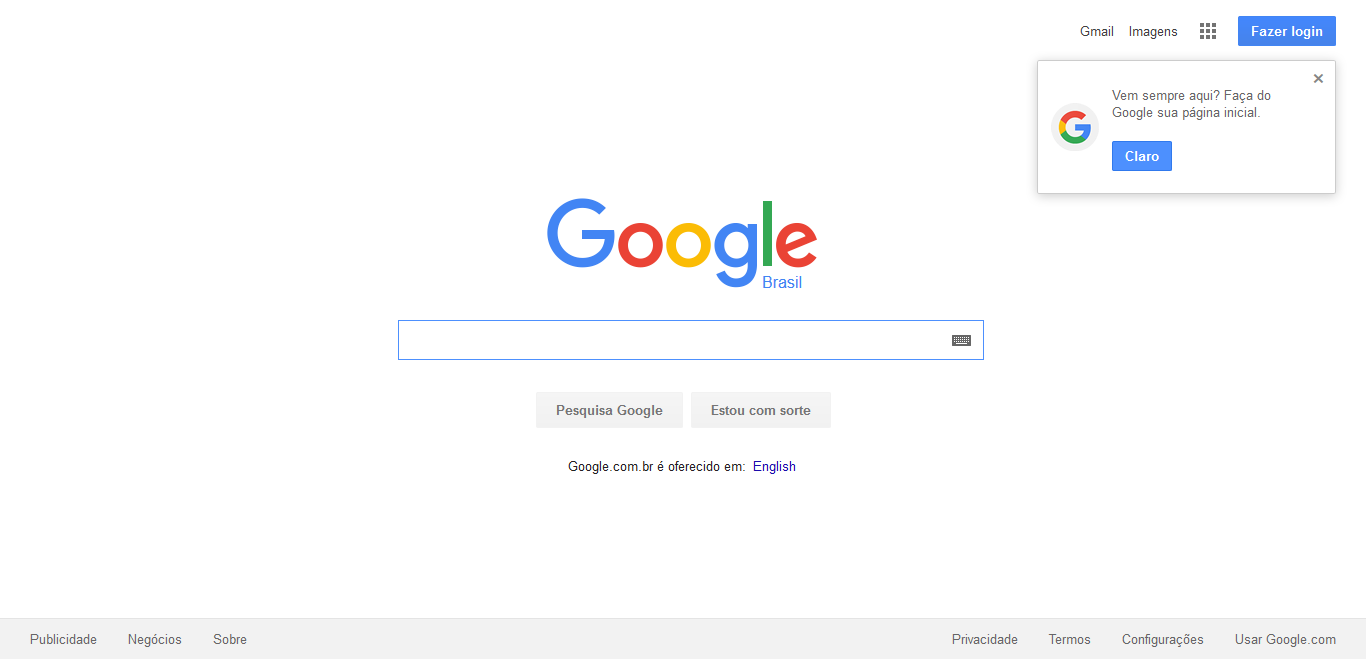 Gmail Imagens Fazer login
Vem sempre aqui? Faça do
Google sua página inicial.
Claro
Google
Brasil
Pesquisa Google Estou com sorte
Google.com.br é oferecido em: English
Publicidade Negócios Sobre Privacidade Termos Configurações Usar Google.com